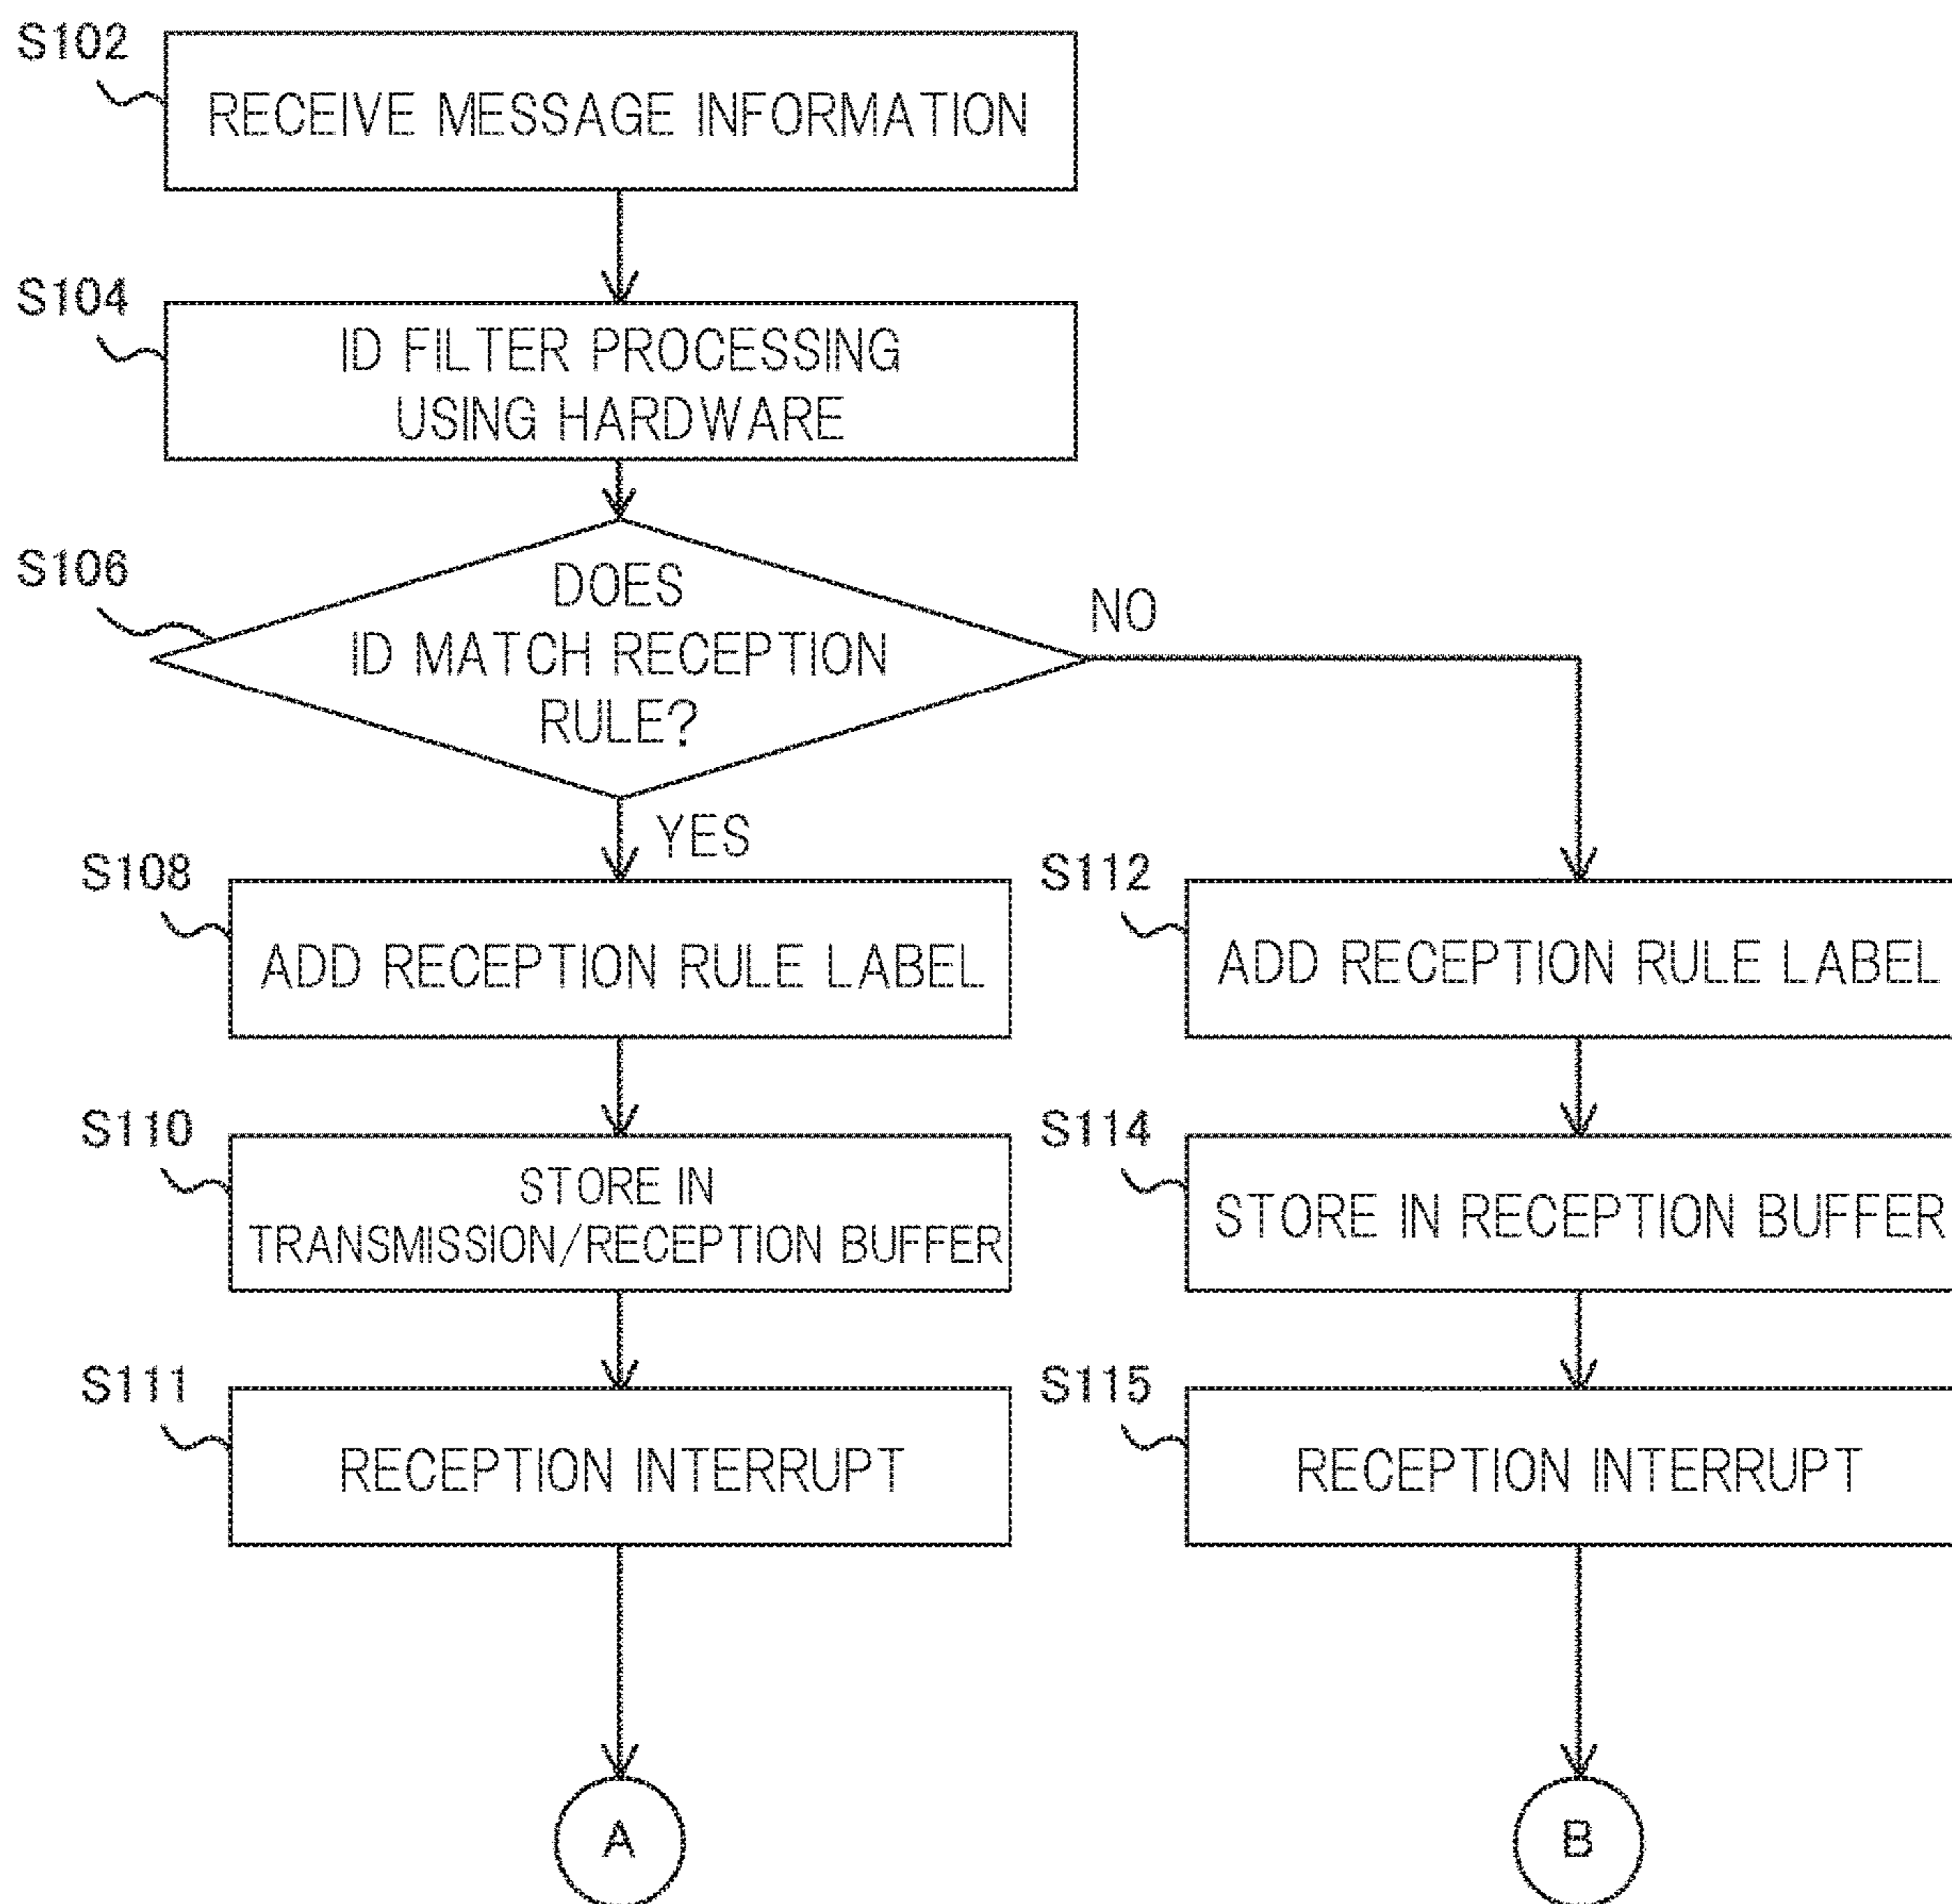 S102
RECEIVE MESSAGE INFORMATION
S104
ID FILTER PROCESSING
USING HARDWARE
S106
DOES
ID MATCH RECEPTION
RULE?
NO
YES
S108
ADD RECEPTION RULE LABEL
S112
ADD RECEPTION RULE LABEL
S110
STORE IN
TRANSMISSION/RECEPTION BUFFER
S114
STORE IN RECEPTION BUFFER
S111
RECEPTION INTERRUPT
S115
RECEPTION INTERRUPT
A
B